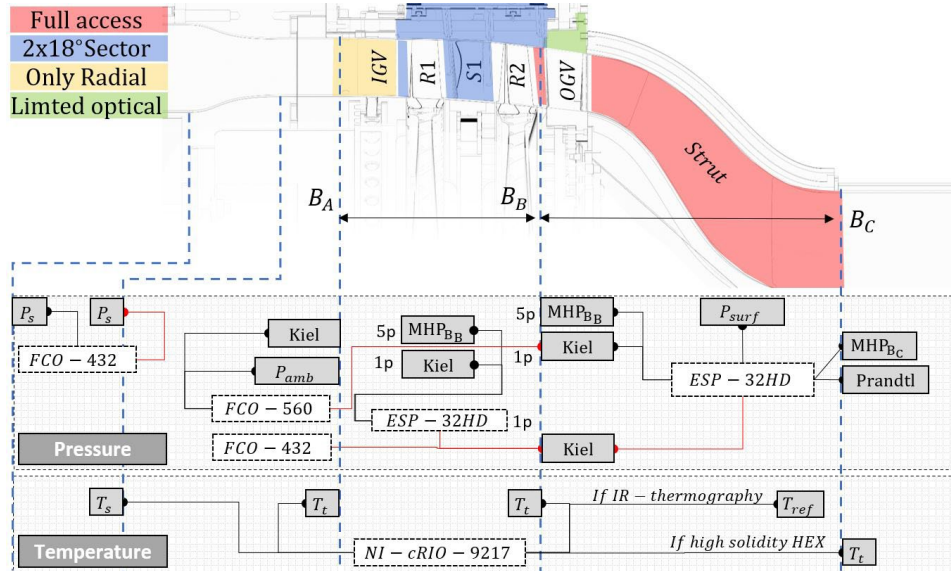 Full access
2x18°Sector
Only Radial
Limted optical
IGV
R1
S1
R2
OGV
Strut
B_A
B_B
B_C
P_s
P_s
FCO − 432
Kiel
P_amb
FCO − 560
FCO − 432
5p
MHP_B_B
1p
Kiel
ESP − 32HD
1p
5p
MHP_B_B
1p
Kiel
Kiel
P_surf
ESP − 32HD
MHP_B_C
Prandtl
Pressure
T_s
T_t
T_t
If IR − thermography
T_ref
NI − cRIO − 9217
If high solidity HEX
T_t
Temperature